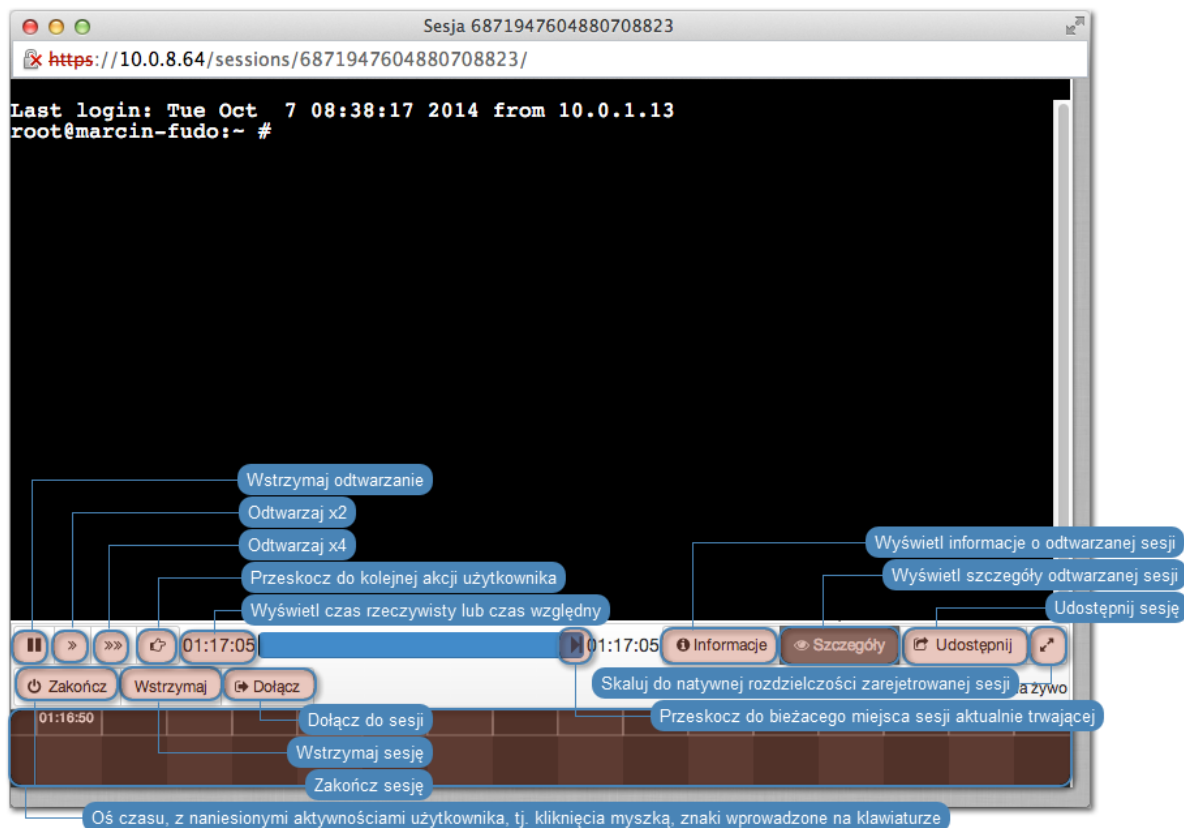 Sesja 6871947604880708823
https://10.0.8.64/sessions/6871947604880708823/
Last login: Tue Oct  7 08:38:17 2014 from 10.0.1.13
root@marcin-fudo:~ #
Wstrzymaj odtwarzanie
Odtwarzaj x2
Odtwarzaj x4
Przeskocz do kolejnej akcji użytkownika
Wyświetl czas rzeczywisty lub czas względny
Wyświetl informacje o odtwarzanej sesji
Wyświetl szczegóły odtwarzanej sesji
Udostępnij sesję
01:17:05 01:17:05 Informacje Szczegóły Udostępnij
Zakończ Wstrzymaj Dołącz
Skaluj do natywnej rozdzielczości zarejetrowanej sesji
a żywo
01:16:50
Przeskocz do bieżacego miejsca sesji aktualnie trwającej
Dołącz do sesji
Wstrzymaj sesję
Zakończ sesję
Oś czasu, z naniesionymi aktywnościami użytkownika, tj. kliknięcia myszką, znaki wprowadzone na klawiaturze